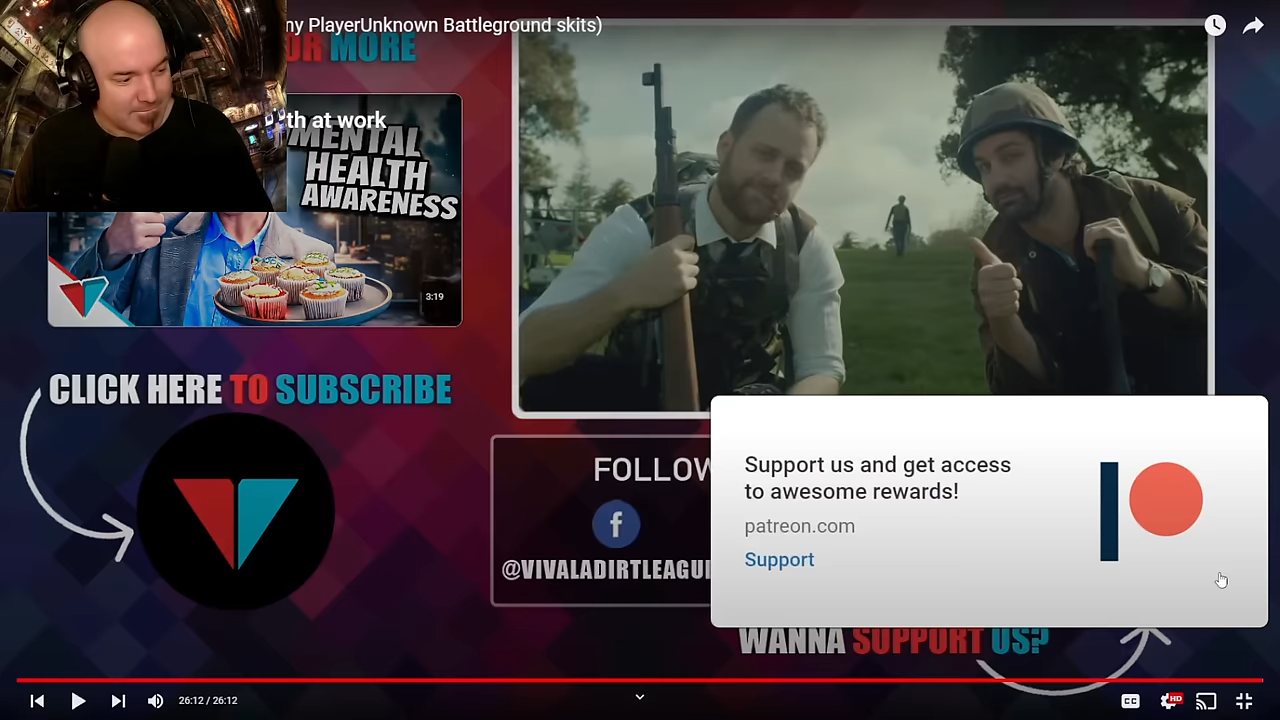 ny PlayerUnknown Battleground skits)
OR MORE
th at work
MENTAL
HEALTH
AWARENESS
3:19
CLICK HERE TO SUBSCRIBE
FOLLOW
@VIVALADIRTLEAGU
Support us and get access
to awesome rewards!
patreon.com
Support
WANNA SUPPORT US?
26:12 / 26:12
CC
HD